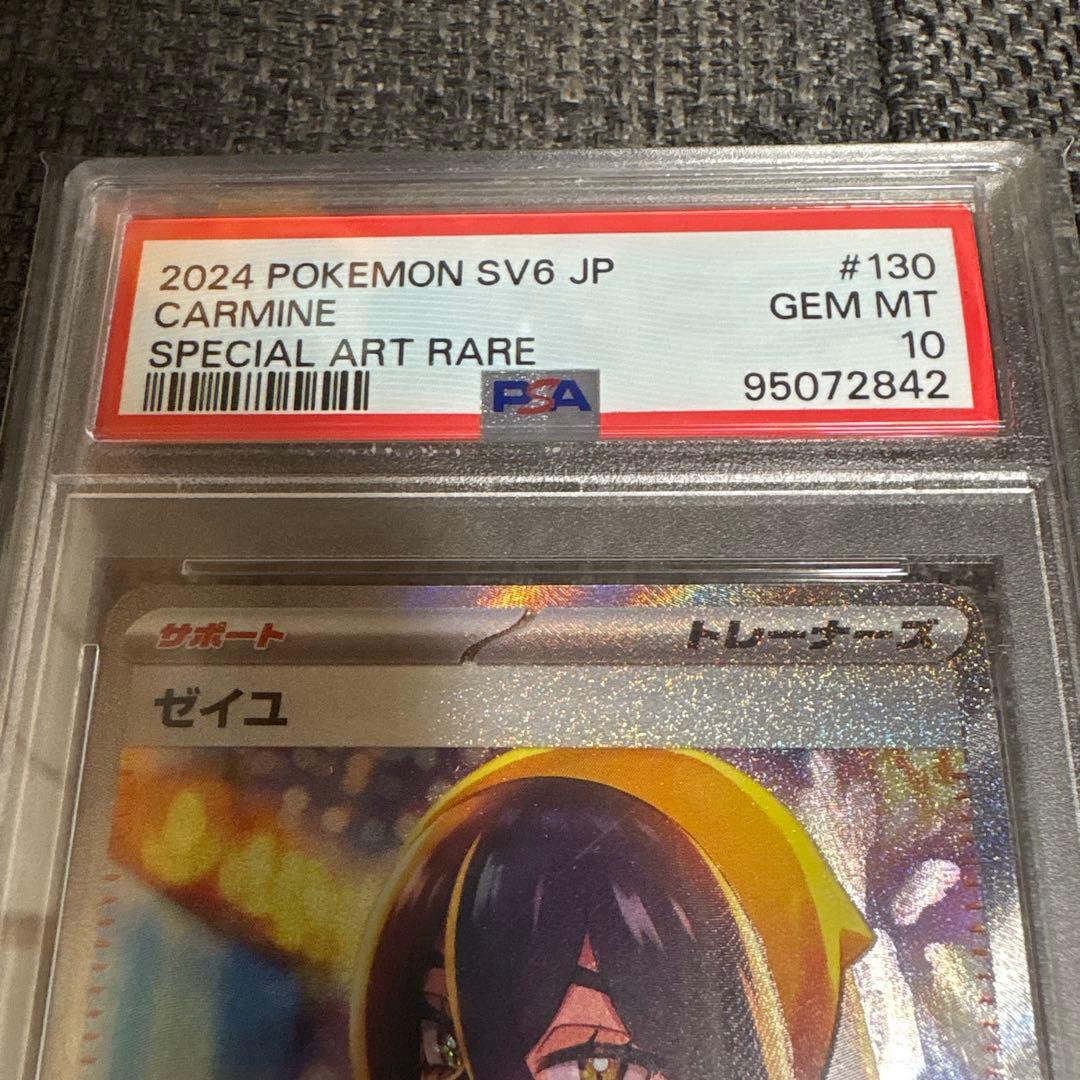 2024 POKEMON SV6 JP #130
CARMINE GEM MT
SPECIAL ART RARE 10
PSA 95072842
サポート トレーナーズ
ゼイユ